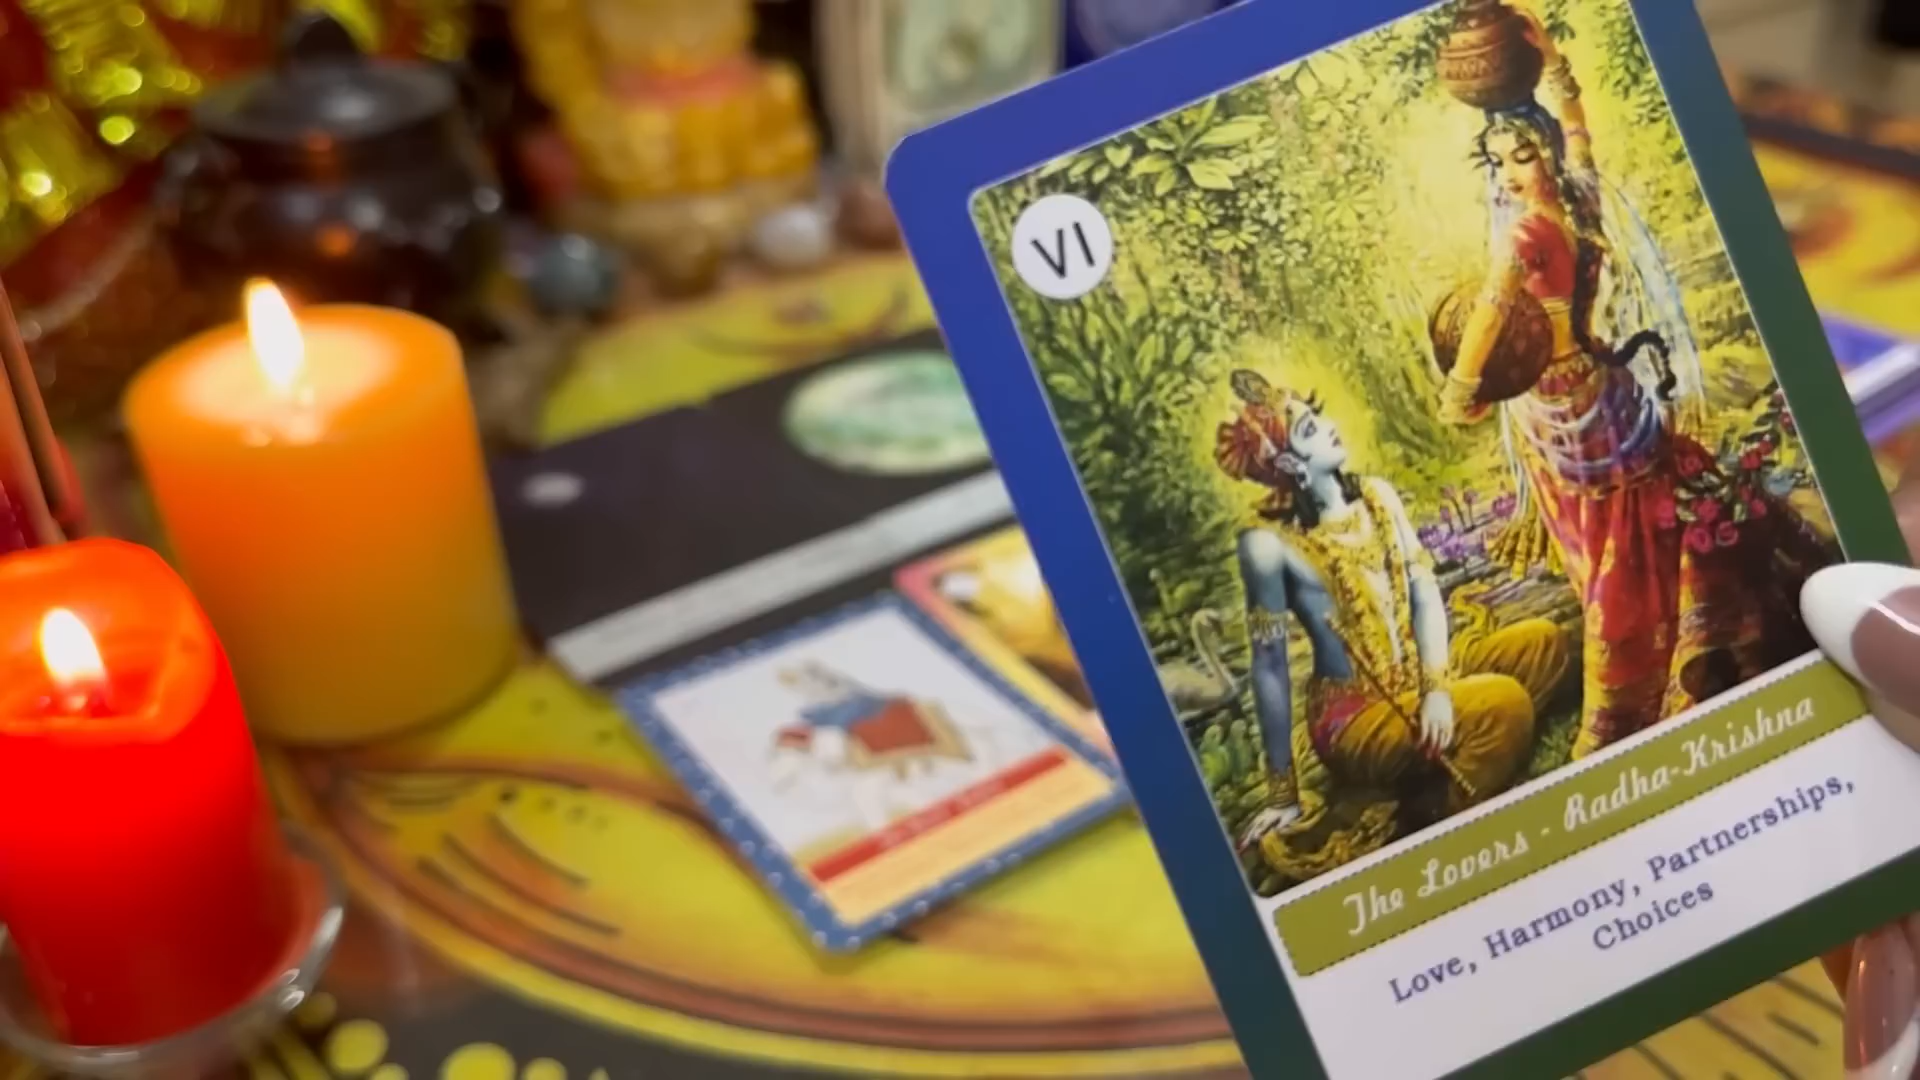 VI
The Lovers - Radha-Krishna
Love, Harmony, Partnerships,
Choices